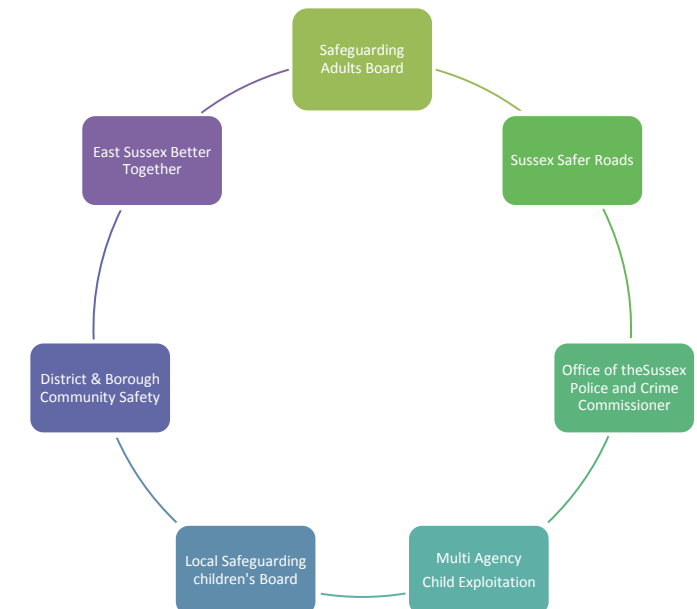 Safeguarding
Adults Board
Sussex Safer Roads
Office of theSussex
Police and Crime
Commissioner
Multi Agency
Child Exploitation
Local Safeguarding
children's Board
District & Borough
Community Safety
East Sussex Better
Together